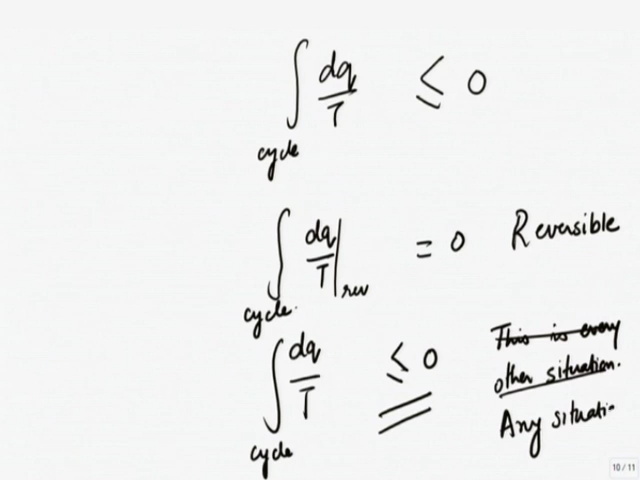 ∫ dq/T ≤ 0
cycle
∫ dq/T |rev = 0 Reversible
cycle.
∫ dq/T ≤ 0 This is every
other situation.
Any situati
cycle
10 / 11